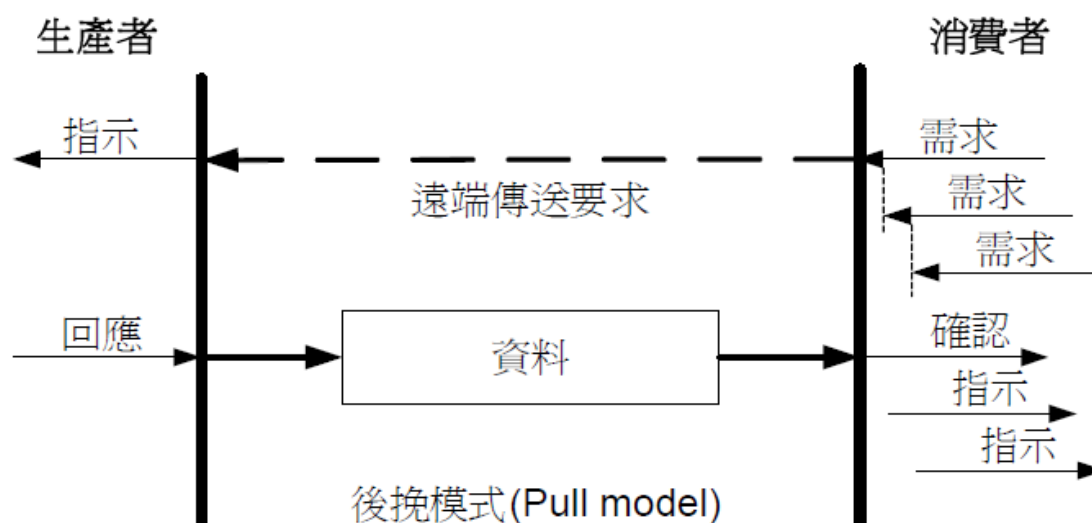 生產者
消費者
指示
需求
遠端傳送要求
需求
需求
回應
資料
確認
指示
指示
後挽模式(Pull model)